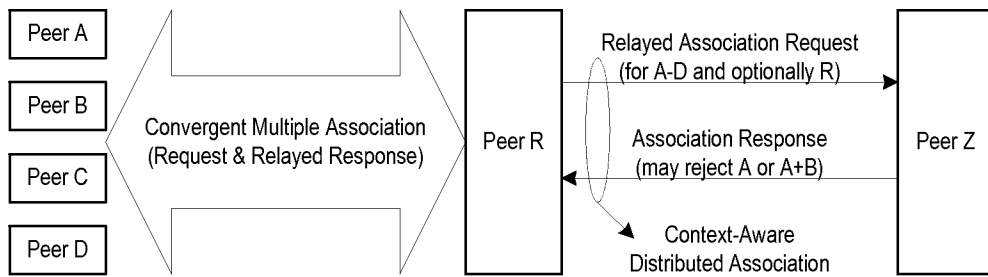 Peer A
Peer B
Peer C
Peer D
Convergent Multiple Association
(Request & Relayed Response)
Peer R
Relayed Association Request
(for A-D and optionally R)
Association Response
(may reject A or A+B)
Context-Aware
Distributed Association
Peer Z